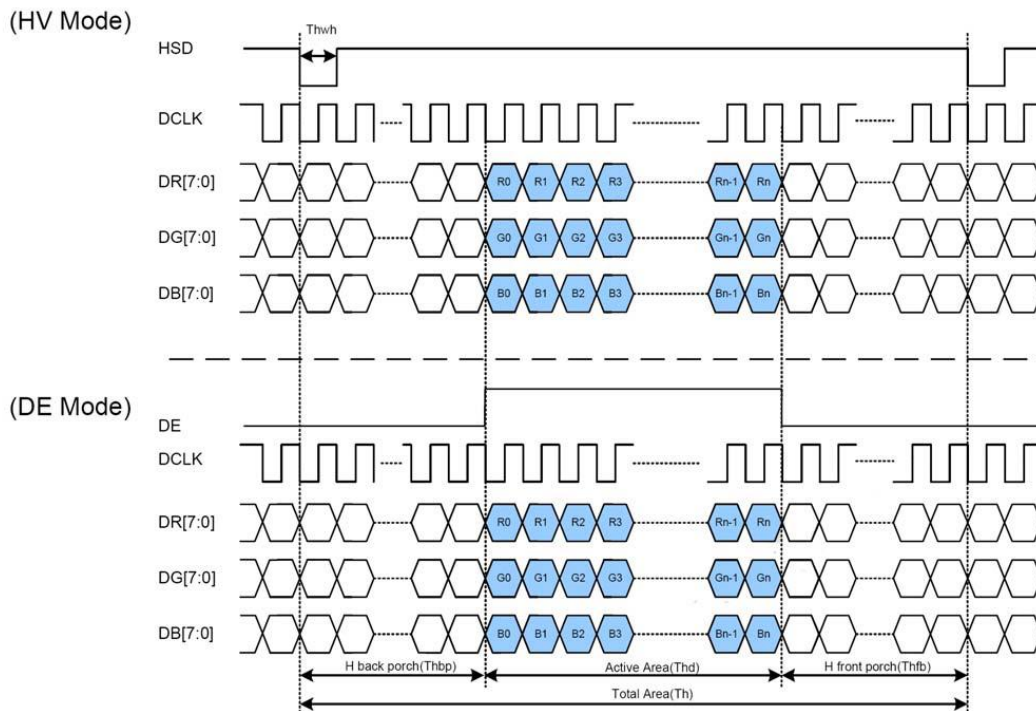 (HV Mode)
Thwh
HSD
DCLK
DR[7:0] R0 R1 R2 R3 Rn-1 Rn
DG[7:0] G0 G1 G2 G3 Gn-1 Gn
DB[7:0] B0 B1 B2 B3 Bn-1 Bn
(DE Mode)
DE
DCLK
DR[7:0] R0 R1 R2 R3 Rn-1 Rn
DG[7:0] G0 G1 G2 G3 Gn-1 Gn
DB[7:0] B0 B1 B2 B3 Bn-1 Bn
H back porch(Thbp) Active Area(Thd) H front porch(Thfb)
Total Area(Th)